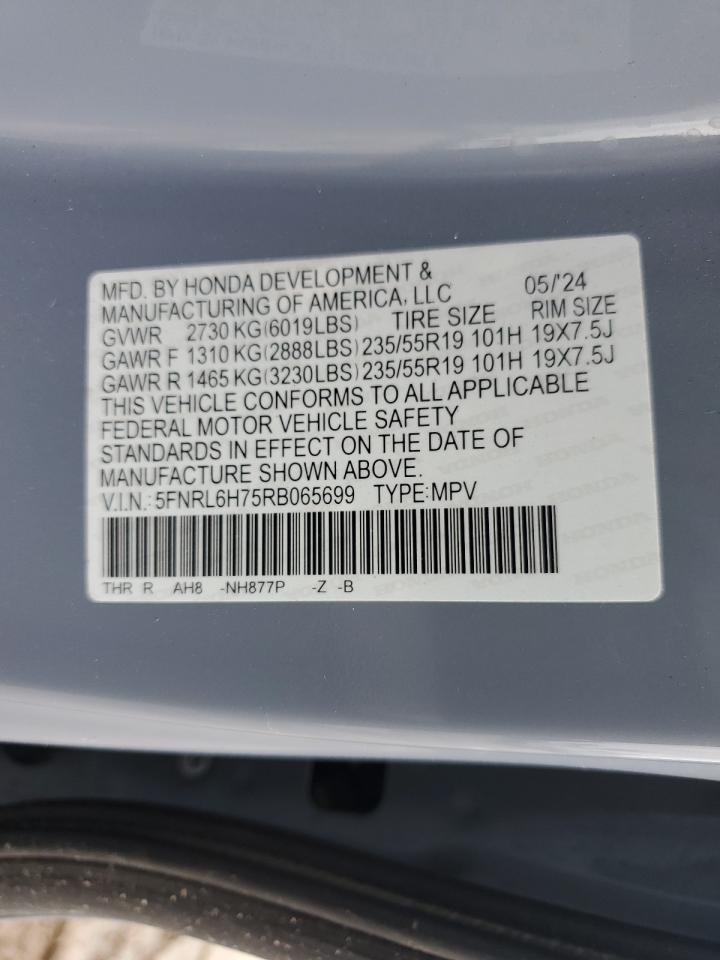 MFD. BY HONDA DEVELOPMENT &
MANUFACTURING OF AMERICA, LLC 05/'24
GVWR 2730 KG(6019LBS) TIRE SIZE RIM SIZE
GAWR F 1310 KG(2888LBS) 235/55R19 101H 19X7.5J
GAWR R 1465 KG(3230LBS) 235/55R19 101H 19X7.5J
THIS VEHICLE CONFORMS TO ALL APPLICABLE
FEDERAL MOTOR VEHICLE SAFETY
STANDARDS IN EFFECT ON THE DATE OF
MANUFACTURE SHOWN ABOVE.
V.I.N.:5FNRL6H75RB065699 TYPE:MPV
THR R AH8 -NH877P -Z -B